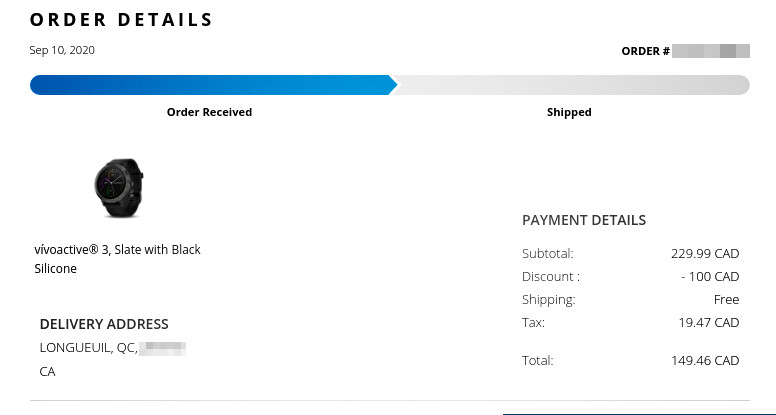 ORDER DETAILS
Sep 10, 2020
ORDER #
Order Received
Shipped
vívoactive® 3, Slate with Black
Silicone
DELIVERY ADDRESS
LONGUEUIL, QC,
CA
PAYMENT DETAILS
Subtotal: 229.99 CAD
Discount : - 100 CAD
Shipping: Free
Tax: 19.47 CAD
Total: 149.46 CAD